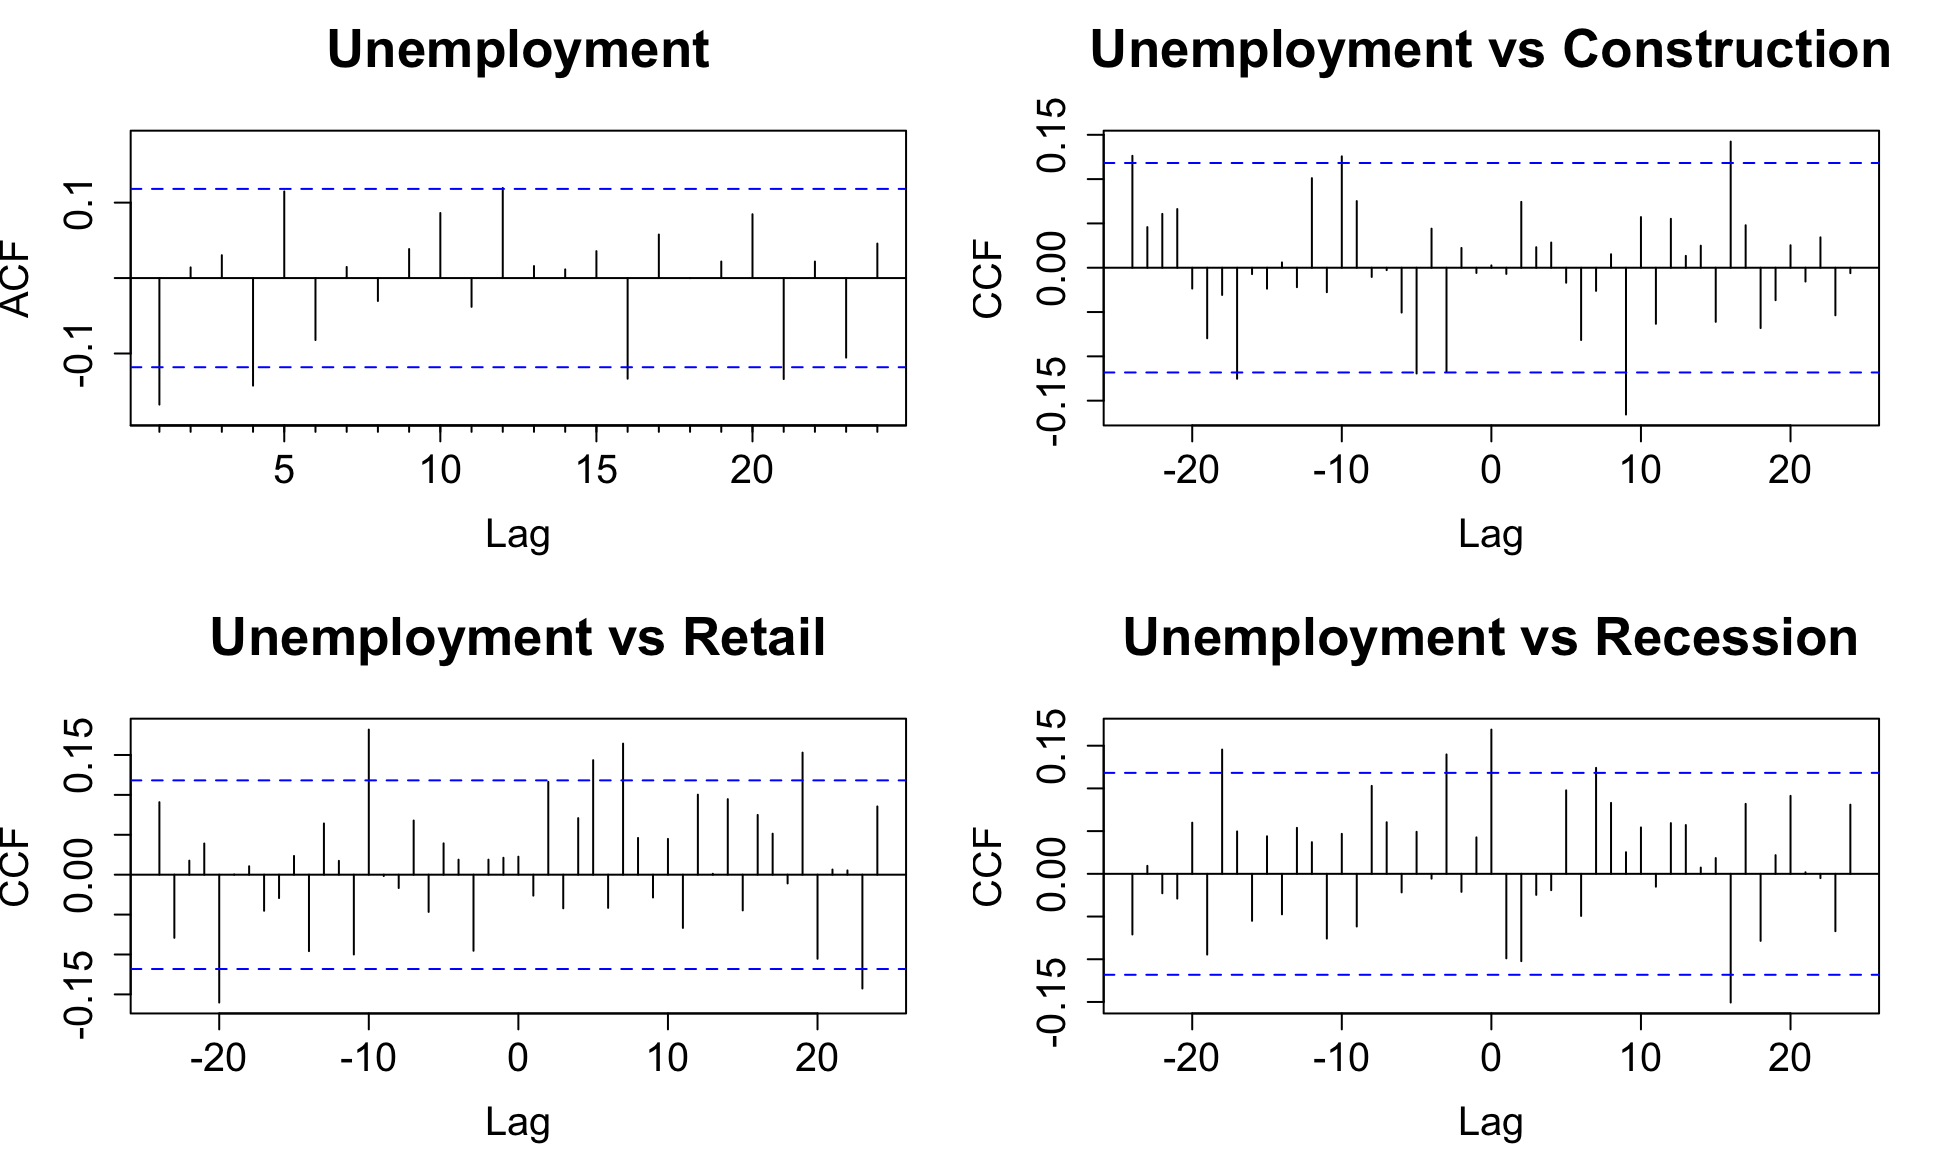 Unemployment
ACF
0.1
-0.1
5 10 15 20
Lag
Unemployment vs Construction
CCF
0.15
0.00
-0.15
-20 -10 0 10 20
Lag
Unemployment vs Retail
CCF
0.15
0.00
-0.15
-20 -10 0 10 20
Lag
Unemployment vs Recession
CCF
0.15
0.00
-0.15
-20 -10 0 10 20
Lag